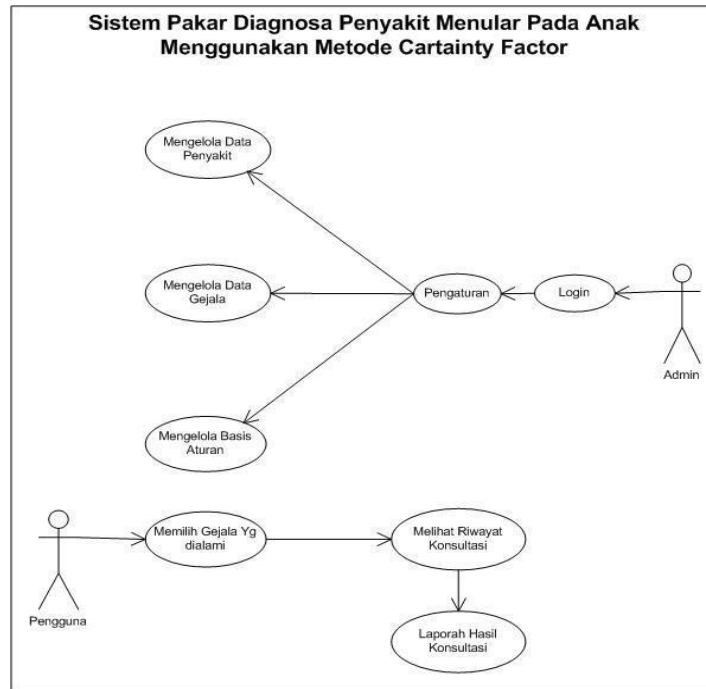 Sistem Pakar Diagnosa Penyakit Menular Pada Anak
Menggunakan Metode Cartainty Factor
Mengelola Data
Penyakit
Mengelola Data
Gejala
Pengaturan
Login
Admin
Mengelola Basis
Aturan
Memilih Gejala Yg
dialami
Melihat Riwayat
Konsultasi
Pengguna
Laporah Hasil
Konsultasi